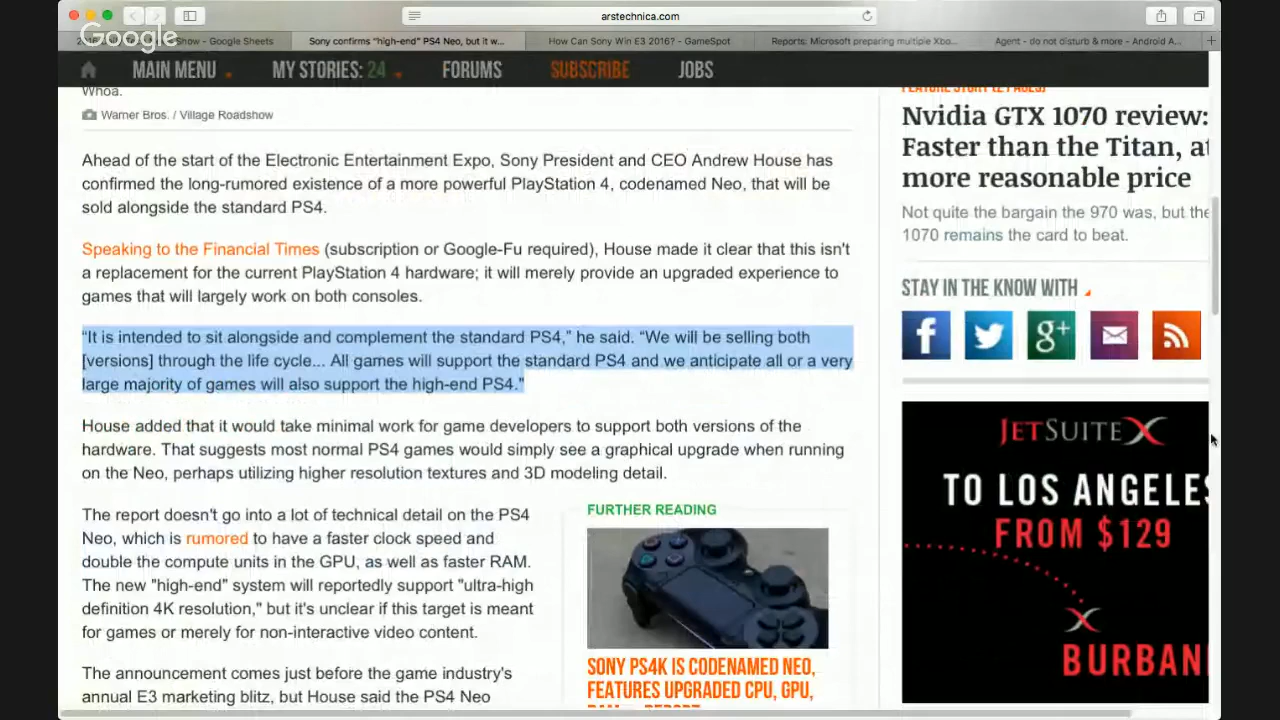 arstechnica.com
Google
Show - Google Sheets
Sony confirms "high-end" PS4 Neo, but it w...
How Can Sony Win E3 2016? - GameSpot
Reports: Microsoft preparing multiple Xbo...
Agent - do not disturb & more - Android A...
MAIN MENU
MY STORIES: 24
FORUMS
SUBSCRIBE
JOBS
Whoa.
Warner Bros. / Village Roadshow
Ahead of the start of the Electronic Entertainment Expo, Sony President and CEO Andrew House has
confirmed the long-rumored existence of a more powerful PlayStation 4, codenamed Neo, that will be
sold alongside the standard PS4.
Speaking to the Financial Times (subscription or Google-Fu required), House made it clear that this isn't
a replacement for the current PlayStation 4 hardware; it will merely provide an upgraded experience to
games that will largely work on both consoles.
"It is intended to sit alongside and complement the standard PS4," he said. "We will be selling both
[versions] through the life cycle... All games will support the standard PS4 and we anticipate all or a very
large majority of games will also support the high-end PS4."
House added that it would take minimal work for game developers to support both versions of the
hardware. That suggests most normal PS4 games would simply see a graphical upgrade when running
on the Neo, perhaps utilizing higher resolution textures and 3D modeling detail.
The report doesn't go into a lot of technical detail on the PS4
Neo, which is rumored to have a faster clock speed and
double the compute units in the GPU, as well as faster RAM.
The new "high-end" system will reportedly support "ultra-high
definition 4K resolution," but it's unclear if this target is meant
for games or merely for non-interactive video content.
The announcement comes just before the game industry's
annual E3 marketing blitz, but House said the PS4 Neo
FURTHER READING
SONY PS4K IS CODENAMED NEO,
FEATURES UPGRADED CPU, GPU,
FEATURE STORY (2 PAGES)
Nvidia GTX 1070 review:
Faster than the Titan, at
more reasonable price
Not quite the bargain the 970 was, but the
1070 remains the card to beat.
STAY IN THE KNOW WITH
JETSUITEX
TO LOS ANGELES
FROM $129
BURBAN